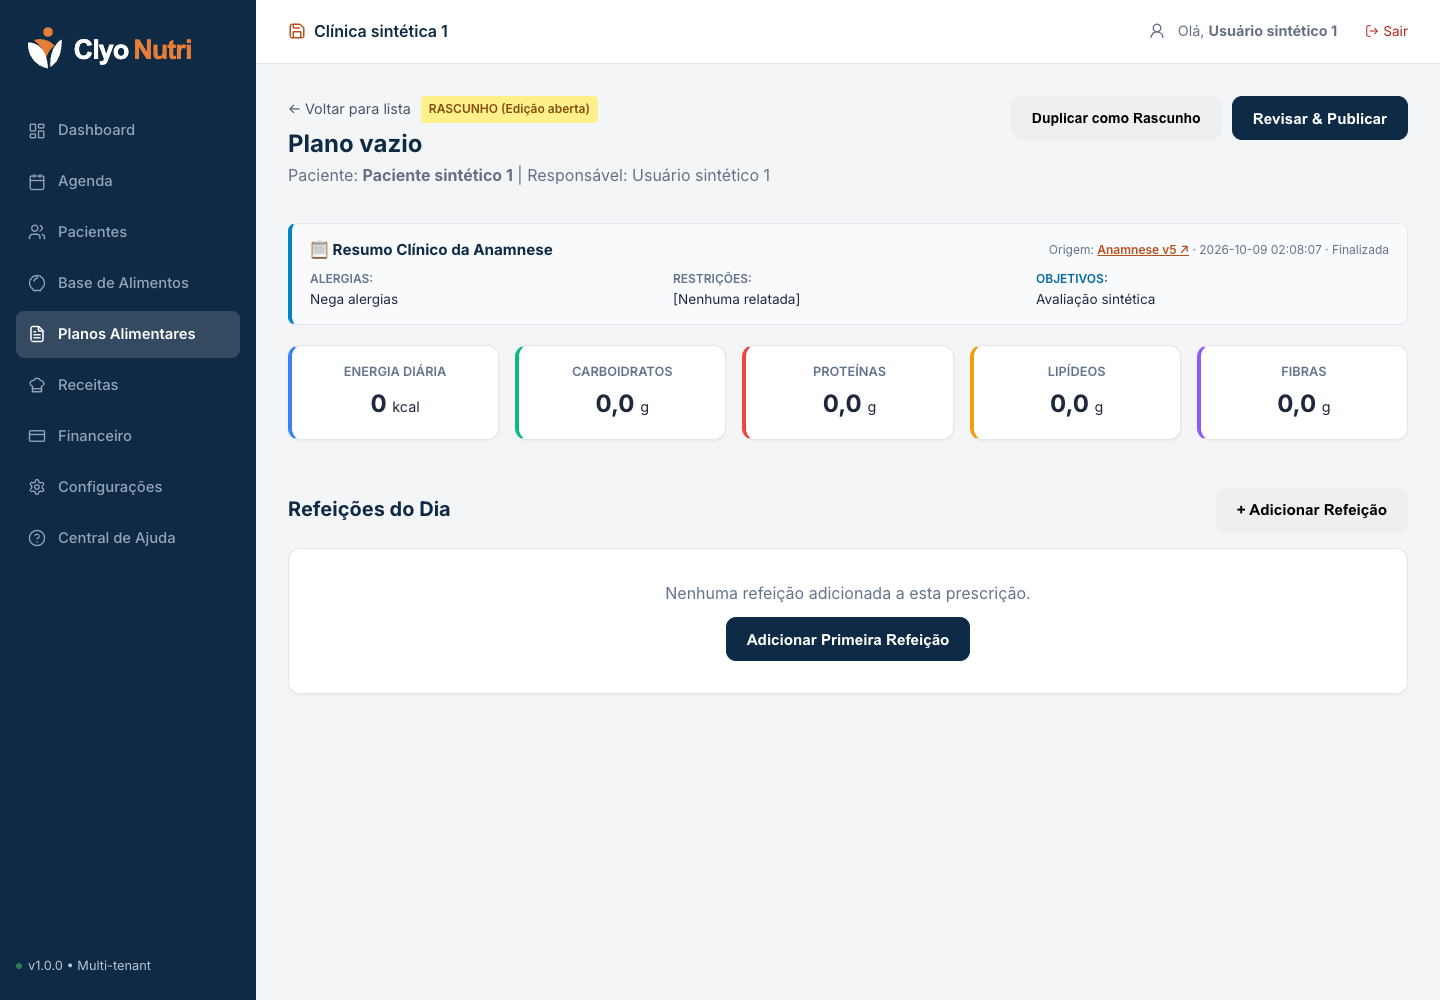 Clyo Nutri
Dashboard
Agenda
Pacientes
Base de Alimentos
Planos Alimentares
Receitas
Financeiro
Configurações
Central de Ajuda
v1.0.0 • Multi-tenant
Clínica sintética 1
Olá, Usuário sintético 1
Sair
← Voltar para lista
RASCUNHO (Edição aberta)
Plano vazio
Paciente: Paciente sintético 1 | Responsável: Usuário sintético 1
Duplicar como Rascunho
Revisar & Publicar
Resumo Clínico da Anamnese
Origem: Anamnese v5 ↗ · 2026-10-09 02:08:07 · Finalizada
ALERGIAS:
Nega alergias
RESTRIÇÕES:
[Nenhuma relatada]
OBJETIVOS:
Avaliação sintética
ENERGIA DIÁRIA
0 kcal
CARBOIDRATOS
0,0 g
PROTEÍNAS
0,0 g
LIPÍDEOS
0,0 g
FIBRAS
0,0 g
Refeições do Dia
+ Adicionar Refeição
Nenhuma refeição adicionada a esta prescrição.
Adicionar Primeira Refeição